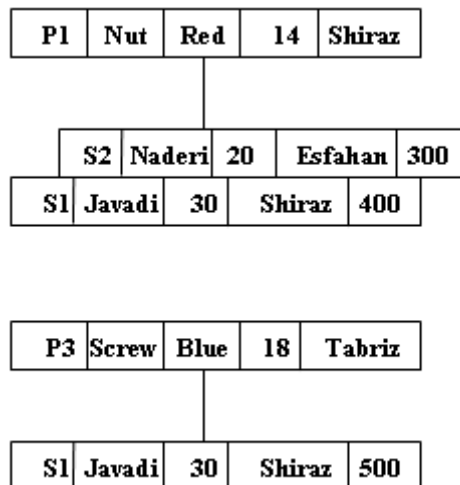 P1 Nut Red 14 Shiraz
S2 Naderi 20 Esfahan 300
S1 Javadi 30 Shiraz 400
P3 Screw Blue 18 Tabriz
S1 Javadi 30 Shiraz 500